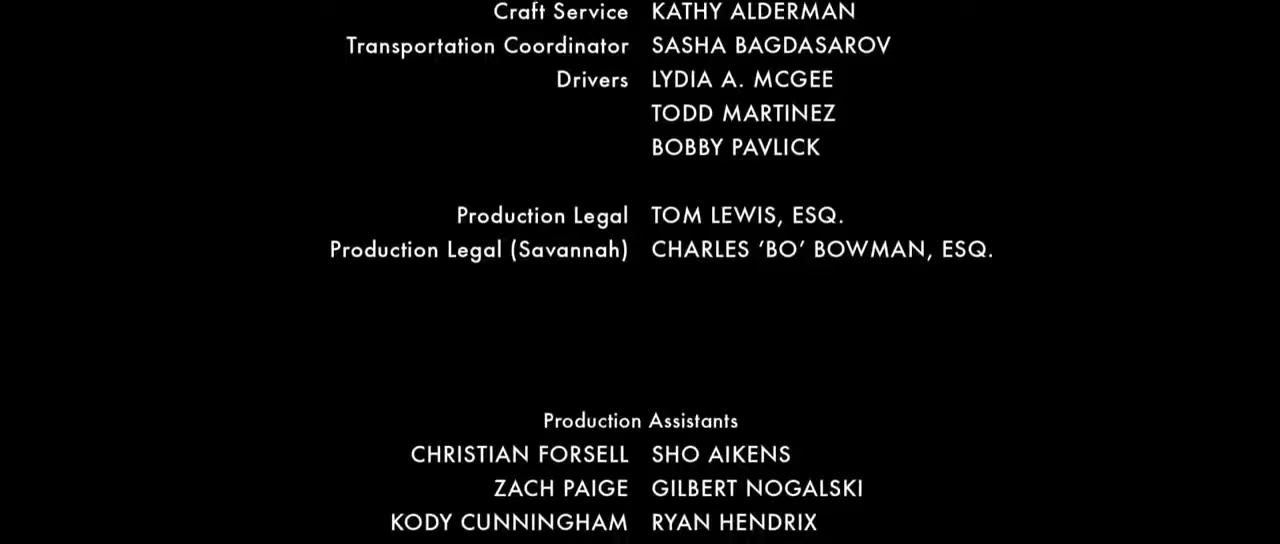 Craft Service KATHY ALDERMAN
Transportation Coordinator SASHA BAGDASAROV
Drivers LYDIA A. MCGEE
TODD MARTINEZ
BOBBY PAVLICK
Production Legal TOM LEWIS, ESQ.
Production Legal (Savannah) CHARLES ‘BO’ BOWMAN, ESQ.
Production Assistants
CHRISTIAN FORSELL SHO AIKENS
ZACH PAIGE GILBERT NOGALSKI
KODY CUNNINGHAM RYAN HENDRIX